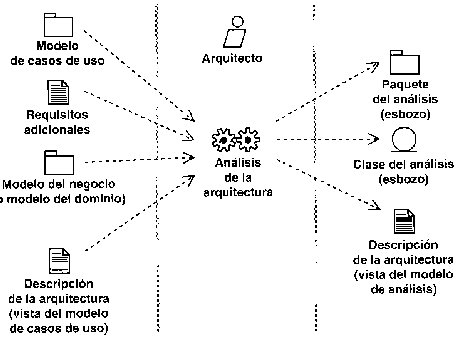 Modelo
de casos de uso
Requisitos
adicionales
Modelo del negocio
o modelo del dominio)
Descripción
de la arquitectura
(vista del modelo
de casos de uso)
Arquitecto
Análisis
de la
arquitectura
Paquete
del análisis
(esbozo)
Clase del análisis
(esbozo)
Descripción
de la arquitectura
(vista del modelo
de análisis)